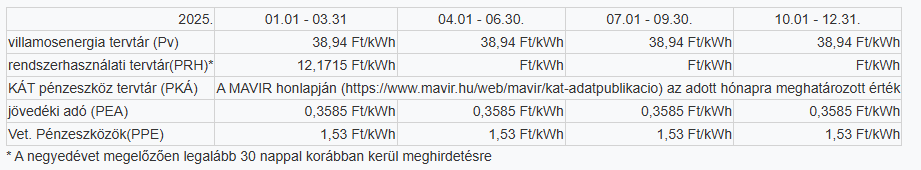 2025. 01.01 - 03.31 04.01 - 06.30. 07.01 - 09.30. 10.01 - 12.31.
villamosenergia tervtár (Pv) 38,94 Ft/kWh 38,94 Ft/kWh 38,94 Ft/kWh 38,94 Ft/kWh
rendszerhasználati tervtár(PRH)* 12,1715 Ft/kWh Ft/kWh Ft/kWh Ft/kWh
KÁT pénzeszköz tervtár (PKÁ) A MAVIR honlapján (https://www.mavir.hu/web/mavir/kat-adatpublikacio) az adott hónapra meghatározott érték
jövedéki adó (PEA) 0,3585 Ft/kWh 0,3585 Ft/kWh 0,3585 Ft/kWh 0,3585 Ft/kWh
Vet. Pénzeszközök(PPE) 1,53 Ft/kWh 1,53 Ft/kWh 1,53 Ft/kWh 1,53 Ft/kWh
* A negyedévet megelőzően legalább 30 nappal korábban kerül meghirdetésre